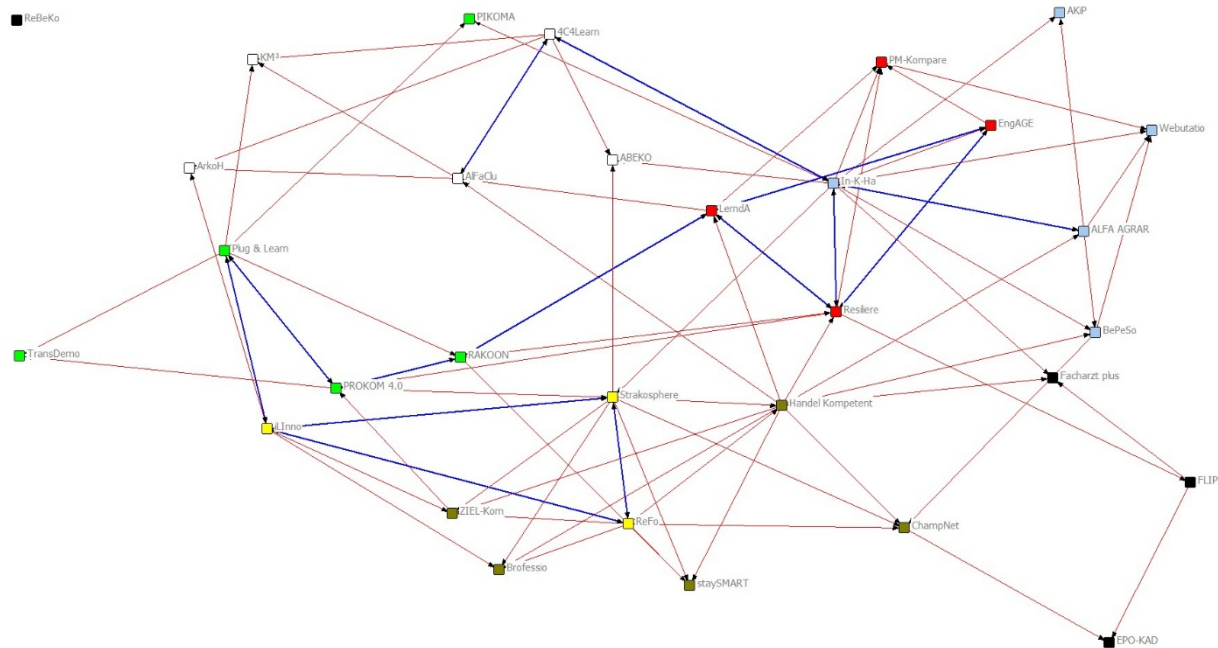 ReBeKo
PIKOMA
4C4Learn
AKiP
KM³
PM-Kompare
EngAGE
Webutatio
ABEKO
ArkoH
AlFaClu
In-K-Ha
LerndA
ALFA AGRAR
Plug & Learn
Resiliere
BePeSo
TransDemo
RAKOON
PROKOM 4.0
Facharzt plus
Strakosphere
Handel Kompetent
iLInno
FLIP
ZIEL-Kom
ReFo
ChampNet
Brofessio
staySMART
EPO-KAD